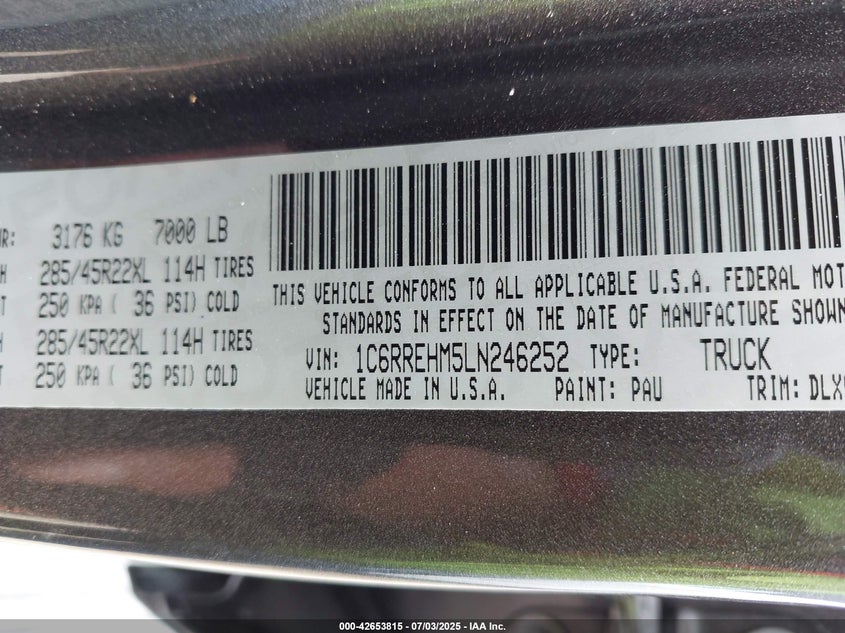 WR: 3176 KG 7000 LB
H 285/45R22XL 114H TIRES
T 250 KPA ( 36 PSI) COLD
H 285/45R22XL 114H TIRES
T 250 KPA ( 36 PSI) COLD
THIS VEHICLE CONFORMS TO ALL APPLICABLE U.S.A. FEDERAL MOT
STANDARDS IN EFFECT ON THE DATE OF MANUFACTURE SHOWN
VIN: 1C6RREHM5LN246252 TYPE: TRUCK
VEHICLE MADE IN U.S.A. PAINT: PAU TRIM: DLX
000-42653815 / 07/03/2025 - IAA Inc.